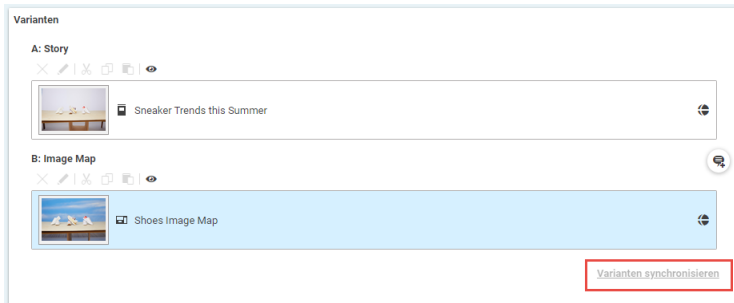 Varianten
A: Story
Sneaker Trends this Summer
B: Image Map
Shoes Image Map
Varianten synchronisieren